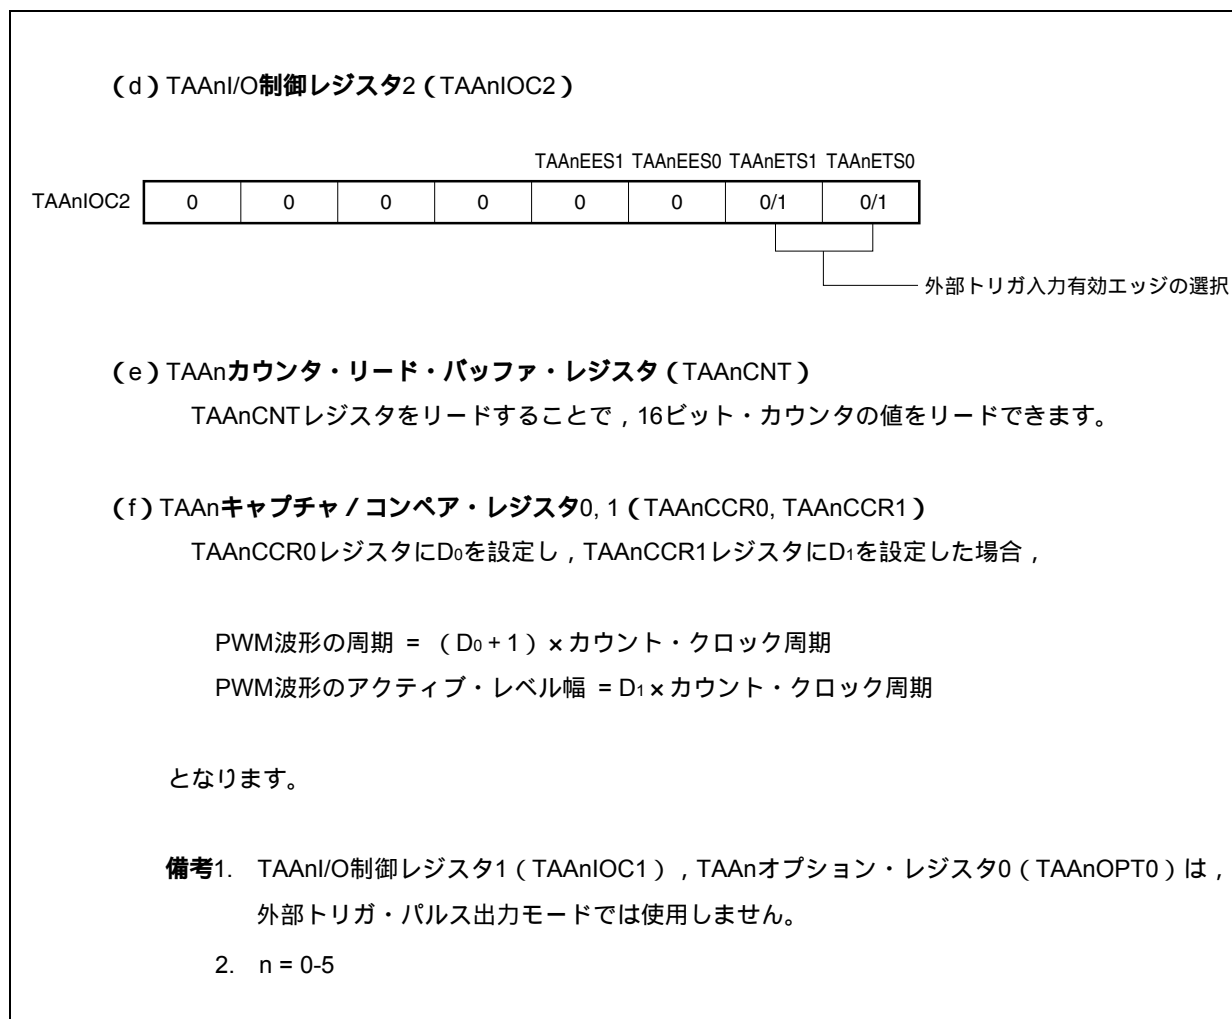 （d）TAAnI/O制御レジスタ2（TAAnIOC2）
TAAnEES1 TAAnEES0 TAAnETS1 TAAnETS0
TAAnIOC2 0 0 0 0 0 0 0/1 0/1
外部トリガ入力有効エッジの選択
（e）TAAnカウンタ・リード・バッファ・レジスタ（TAAnCNT）
TAAnCNTレジスタをリードすることで，16ビット・カウンタの値をリードできます。
（f）TAAnキャプチャ／コンペア・レジスタ0, 1（TAAnCCR0, TAAnCCR1）
TAAnCCR0レジスタにD₀を設定し，TAAnCCR1レジスタにD₁を設定した場合，
PWM波形の周期 = （D₀＋1）×カウント・クロック周期
PWM波形のアクティブ・レベル幅 = D₁×カウント・クロック周期
となります。
備考1. TAAnI/O制御レジスタ1（TAAnIOC1），TAAnオプション・レジスタ0（TAAnOPT0）は，
外部トリガ・パルス出力モードでは使用しません。
2. n = 0-5